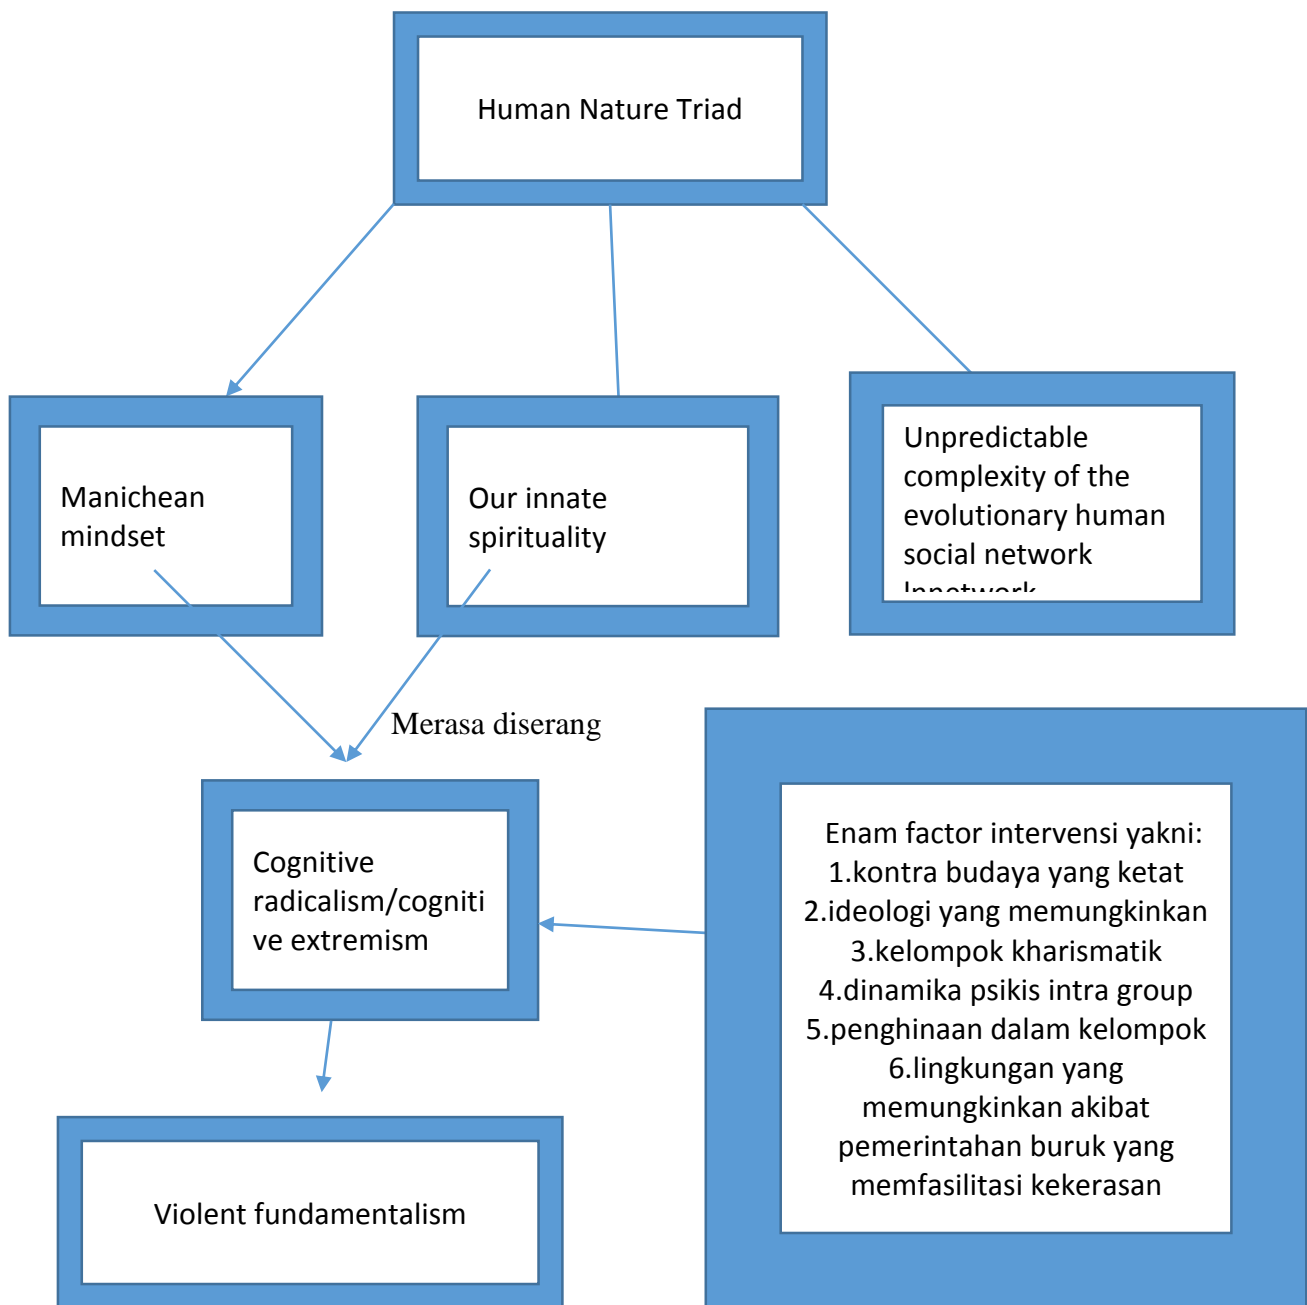 Human Nature Triad
Manichean
mindset
Our innate
spirituality
Unpredictable
complexity of the
evolutionary human
social network
Merasa diserang
Cognitive
radicalism/cogniti
ve extremism
Enam factor intervensi yakni:
1.kontra budaya yang ketat
2.ideologi yang memungkinkan
3.kelompok kharismatik
4.dinamika psikis intra group
5.penghinaan dalam kelompok
6.lingkungan yang
memungkinkan akibat
pemerintahan buruk yang
memfasilitasi kekerasan
Violent fundamentalism